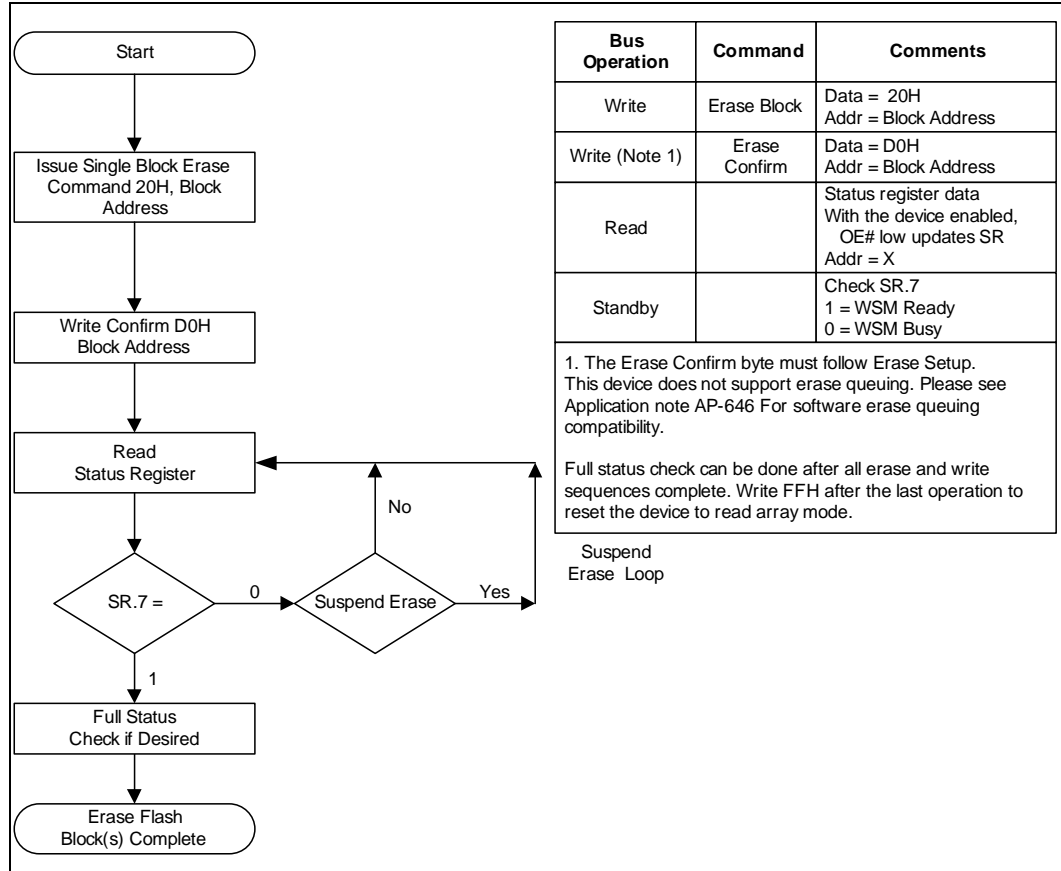 Start
Issue Single Block Erase
Command 20H, Block
Address
Write Confirm D0H
Block Address
Read
Status Register
No
SR.7 =
0
Suspend Erase
Yes
1
Full Status
Check if Desired
Erase Flash
Block(s) Complete
Bus
Operation
Command
Comments
Write
Erase Block
Data = 20H
Addr = Block Address
Write (Note 1)
Erase
Confirm
Data = D0H
Addr = Block Address
Read
Status register data
With the device enabled,
OE# low updates SR
Addr = X
Standby
Check SR.7
1 = WSM Ready
0 = WSM Busy
1. The Erase Confirm byte must follow Erase Setup.
This device does not support erase queuing. Please see
Application note AP-646 For software erase queuing
compatibility.
Full status check can be done after all erase and write
sequences complete. Write FFH after the last operation to
reset the device to read array mode.
Suspend
Erase Loop